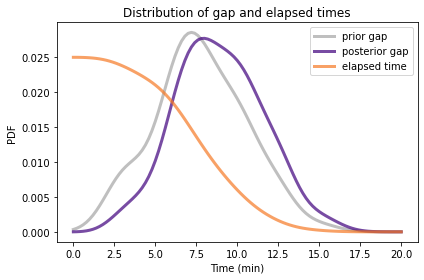 Distribution of gap and elapsed times
prior gap
posterior gap
elapsed time
PDF
0.025
0.020
0.015
0.010
0.005
0.000
0.0 2.5 5.0 7.5 10.0 12.5 15.0 17.5 20.0
Time (min)